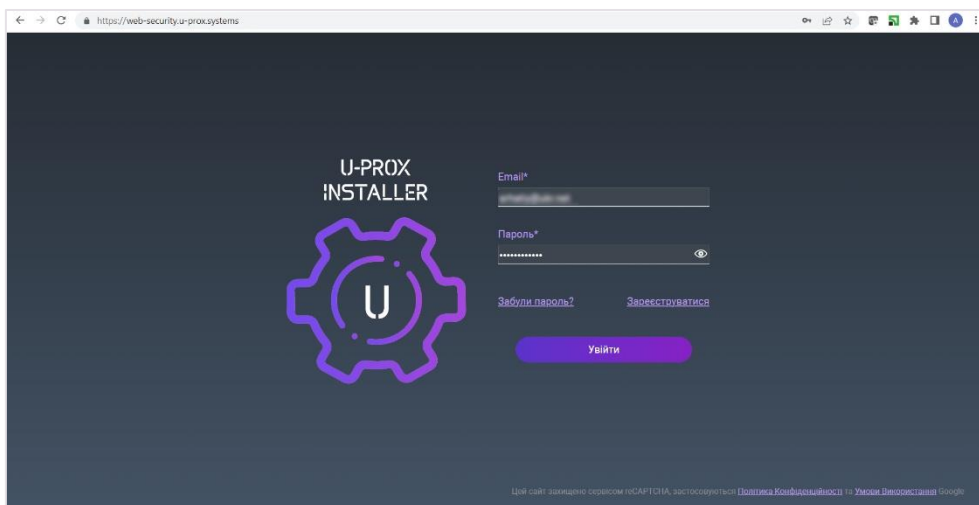 https://web-security.u-prox.systems
A
U-PROX
INSTALLER
U
Email*
Пароль*
••••••••••••
Забули пароль? Зареєструватися
Увійти
Цей сайт захищено сервісом reCAPTCHA, застосовуються Політика Конфіденційності та Умови Використання Google